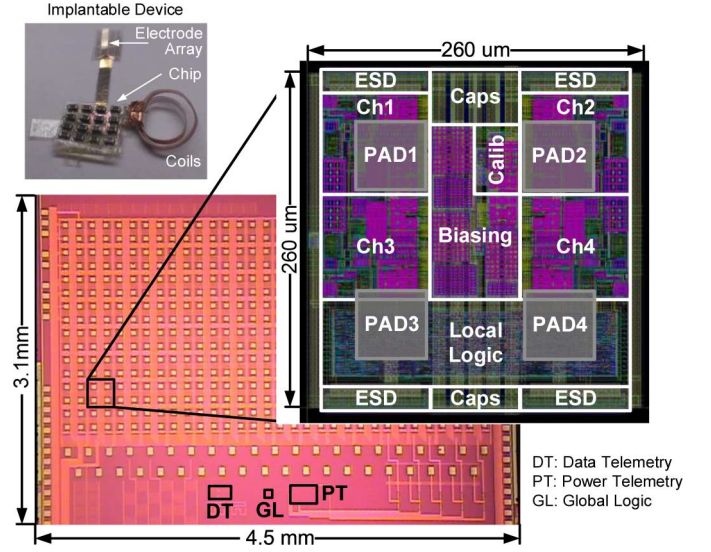 Implantable Device
Electrode
Array
Chip
Coils
260 um
260 um
ESD
Caps
ESD
Ch1
Ch2
PAD1
Calib
PAD2
Ch3
Biasing
Ch4
PAD3
Local
Logic
PAD4
ESD
Caps
ESD
3.1mm
DT
GL
PT
4.5 mm
DT: Data Telemetry
PT: Power Telemetry
GL: Global Logic